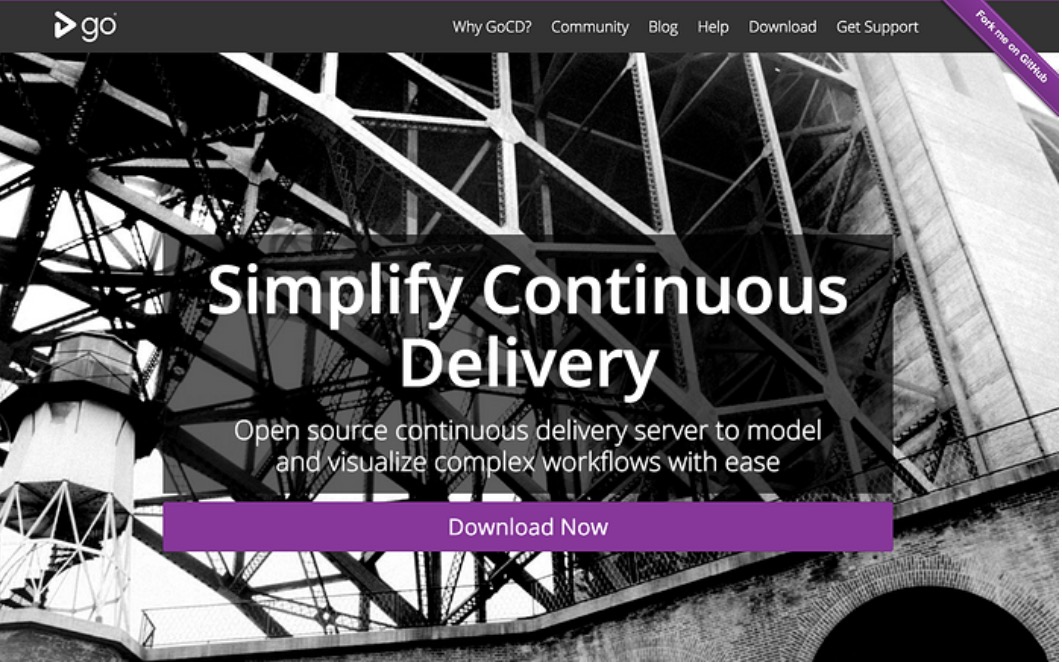 go
Why GoCD? Community Blog Help Download Get Support
Fork me on GitHub
Simplify Continuous
Delivery
Open source continuous delivery server to model
and visualize complex workflows with ease
Download Now